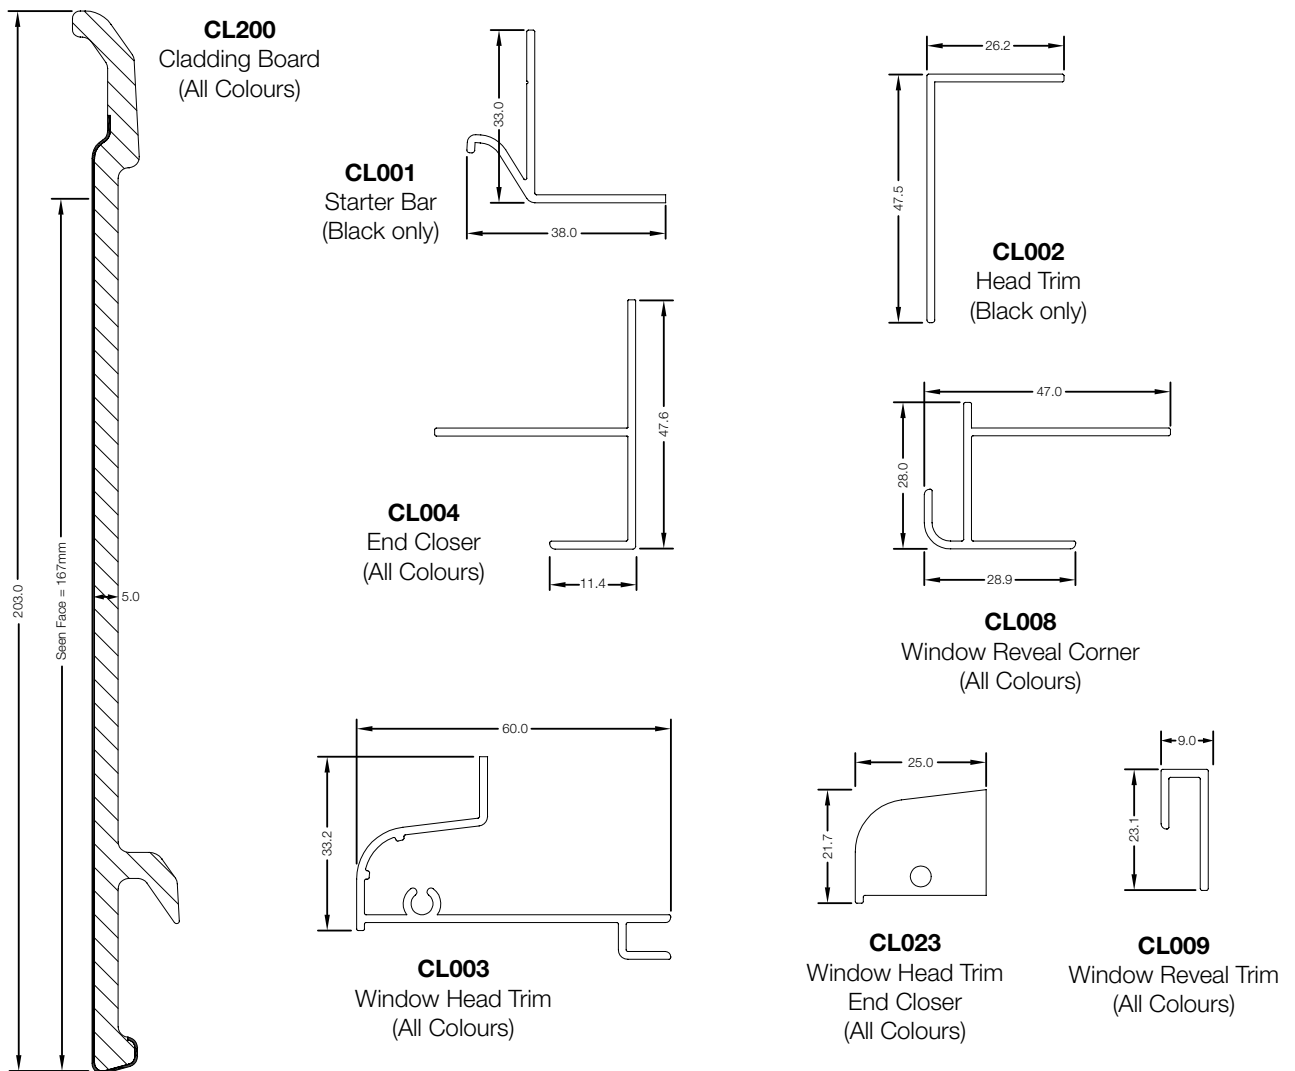 CL200
Cladding Board
(All Colours)
203.0
Seen Face = 167mm
5.0
33.0
38.0
CL001
Starter Bar
(Black only)
26.2
47.5
CL002
Head Trim
(Black only)
47.6
11.4
CL004
End Closer
(All Colours)
47.0
28.0
28.9
CL008
Window Reveal Corner
(All Colours)
60.0
33.2
CL003
Window Head Trim
(All Colours)
25.0
21.7
CL023
Window Head Trim
End Closer
(All Colours)
9.0
23.1
CL009
Window Reveal Trim
(All Colours)